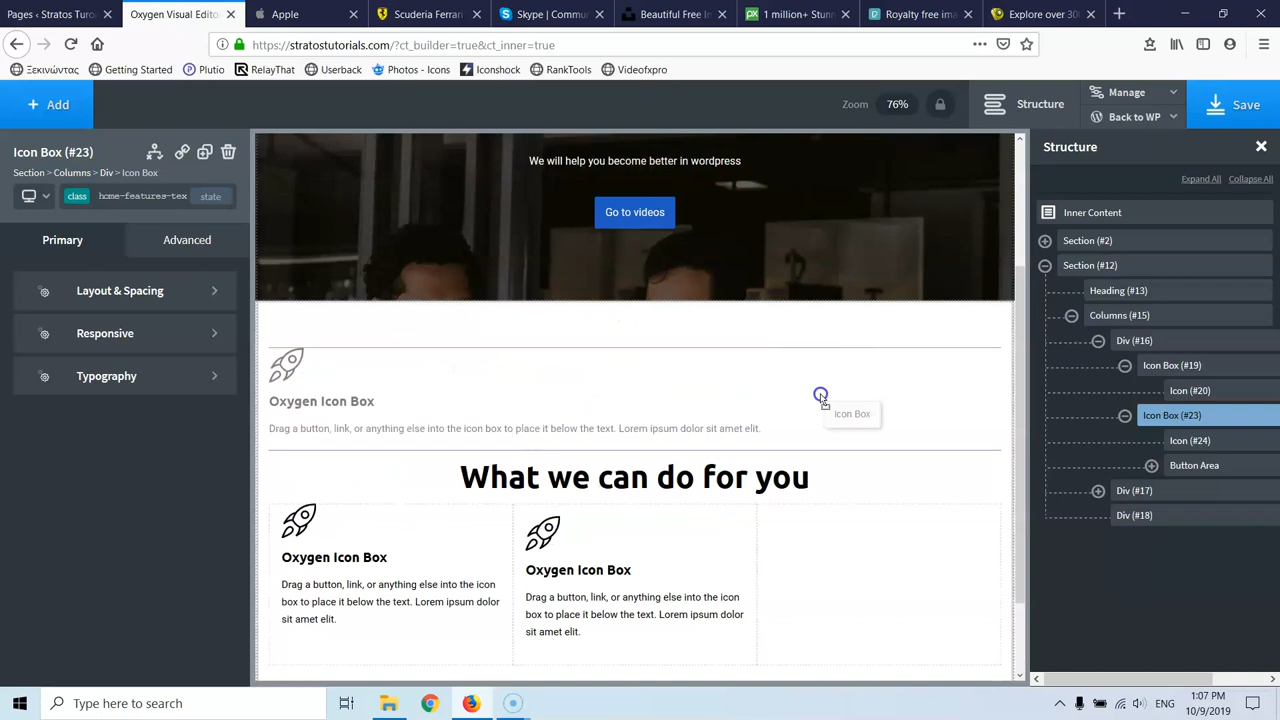 Pages ‹ Stratos Tuto
Oxygen Visual Edito
Apple
Scuderia Ferrar
Skype | Commu
Beautiful Free In
1 million+
Royalty free
Explore over 30
https://statostutorials.com/?ct_builder=true&ct_inner=true
Ξεκινώντας
Getting Started
Plutio
RelayThat
Userback
Photos - Icons
Iconshock
RankTools
Videofxpro
+ Add
Zoom
76%
Structure
Manage
Back to WP
Save
Icon Box (#23)
Section > Columns > Div > Icon Box
class
home-features-tex
state
Primary
Advanced
Layout & Spacing
Responsive
Typography
We will help you become better in wordpress
Go to videos
Oxygen Icon Box
Drag a button, link, or anything else into the icon box to place it below the text. Lorem ipsum dolor sit amet elit.
Icon Box
What we can do for you
Oxygen Icon Box
Drag a button, link, or anything else into the icon
box to place it below the text. Lorem ipsum dolor
sit amet elit.
Oxygen Icon Box
Drag a button, link, or anything else into the icon
box to place it below the text. Lorem ipsum dolor
sit amet elit.
Structure
Expand All
Collapse All
Inner Content
Section (#2)
Section (#12)
Heading (#13)
Columns (#15)
Div (#16)
Icon Box (#19)
Icon (#20)
Icon Box (#23)
Icon (#24)
Button Area
Div (#17)
Div (#18)
Type here to search
ENG
1:07 PM
10/9/2019